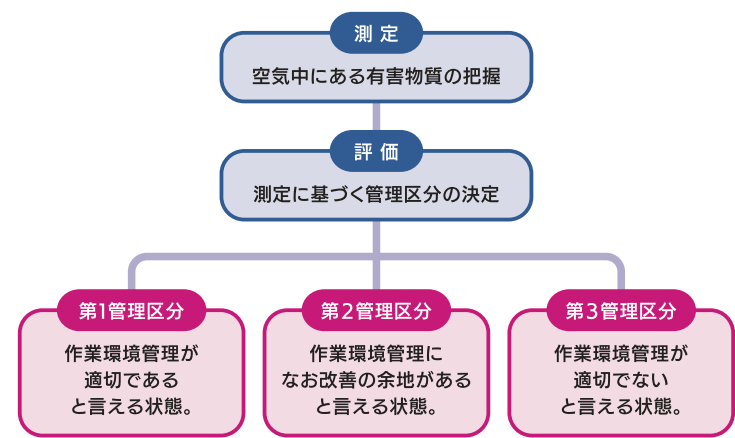 測定
空気中にある有害物質の把握
評価
測定に基づく管理区分の決定
第1管理区分
作業環境管理が
適切である
と言える状態。
第2管理区分
作業環境管理に
なお改善の余地がある
と言える状態。
第3管理区分
作業環境管理が
適切でない
と言える状態。